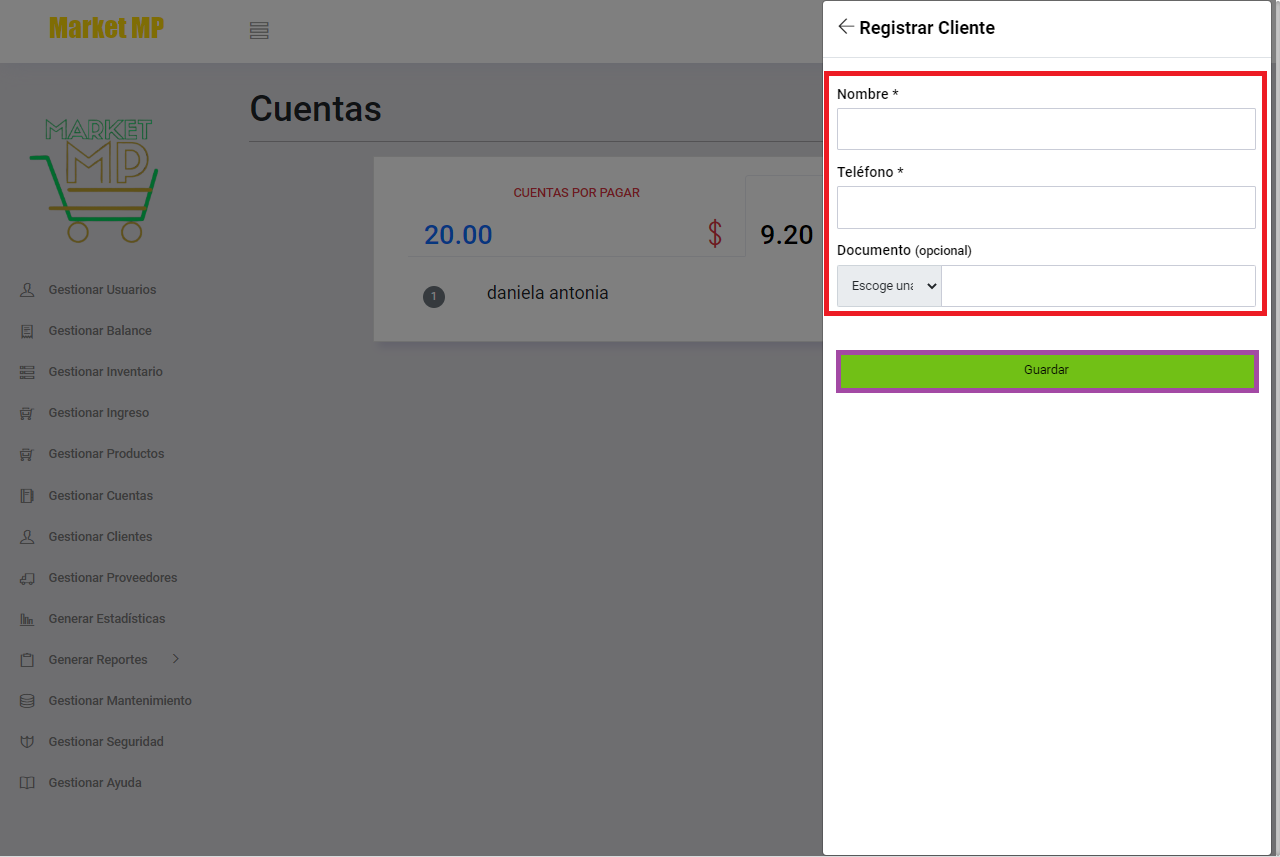 Market MP
Registrar Cliente
MARKET
MP
Cuentas
CUENTAS POR PAGAR
20.00 $ 9.20
1 daniela antonia
Gestionar Usuarios
Gestionar Balance
Gestionar Inventario
Gestionar Ingreso
Gestionar Productos
Gestionar Cuentas
Gestionar Clientes
Gestionar Proveedores
Generar Estadísticas
Generar Reportes
Gestionar Mantenimiento
Gestionar Seguridad
Gestionar Ayuda
Nombre *
Teléfono *
Documento (opcional)
Escoge una
Guardar